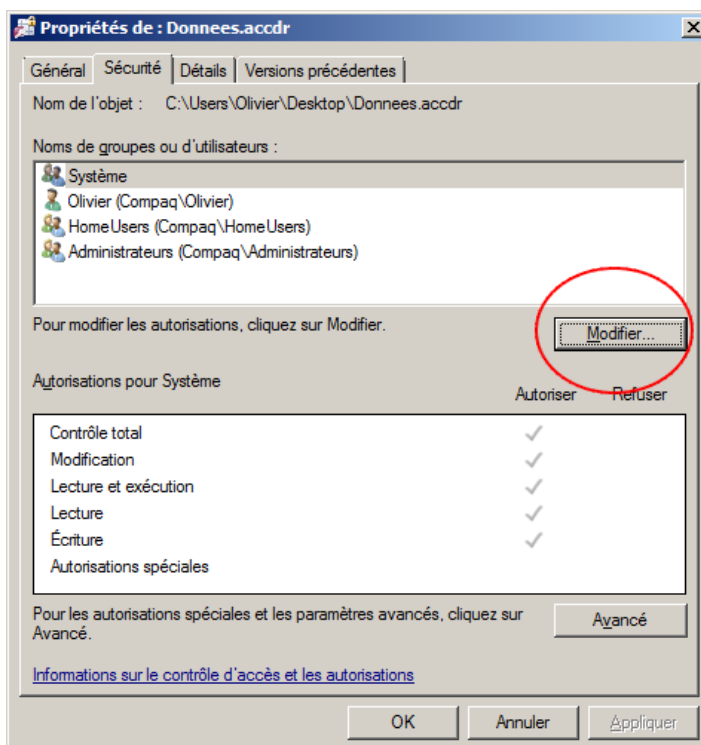 Propriétés de : Donnees.accdr
Général Sécurité Détails Versions précédentes
Nom de l'objet : C:\Users\Olivier\Desktop\Donnees.accdr
Noms de groupes ou d'utilisateurs :
Système
Olivier (Compaq\Olivier)
HomeUsers (Compaq\HomeUsers)
Administrateurs (Compaq\Administrateurs)
Pour modifier les autorisations, cliquez sur Modifier.
Modifier...
Autorisations pour Système
Autoriser Refuser
Contrôle total
Modification
Lecture et exécution
Lecture
Écriture
Autorisations spéciales
Pour les autorisations spéciales et les paramètres avancés, cliquez sur
Avancé.
Avancé
Informations sur le contrôle d'accès et les autorisations
OK Annuler Appliquer